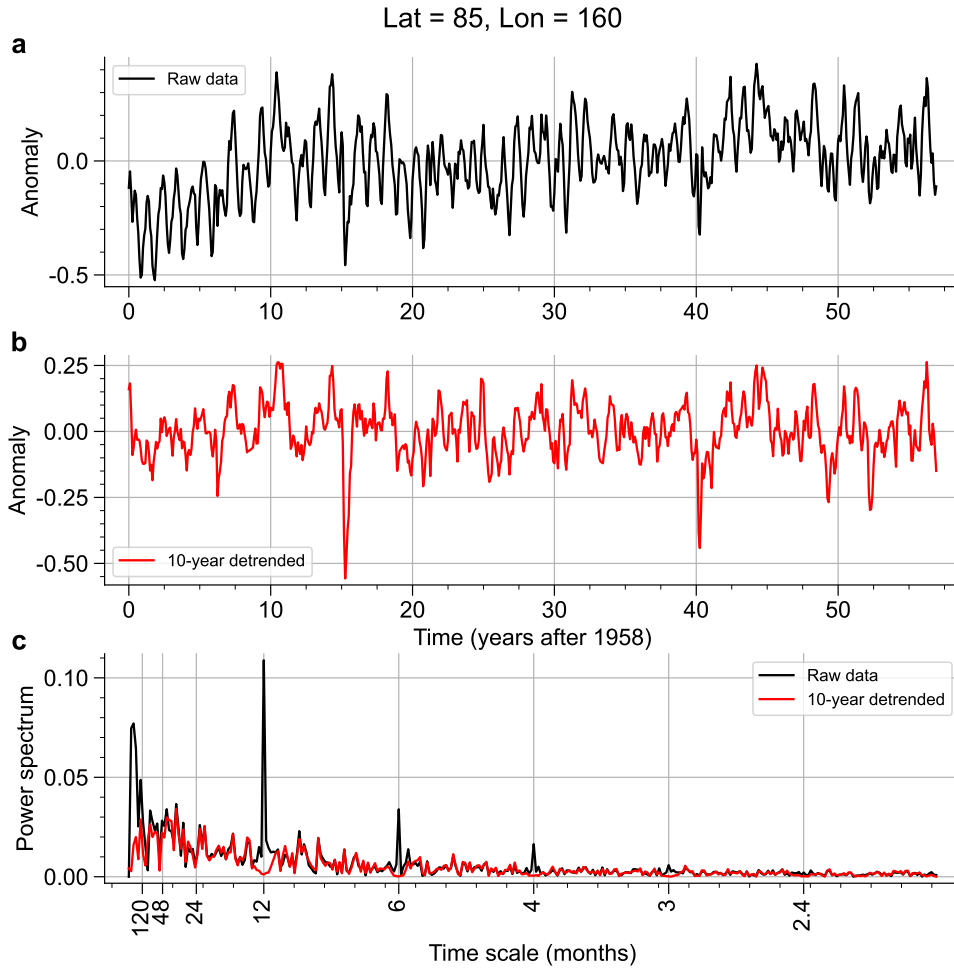 Lat = 85, Lon = 160
a
Raw data
Anomaly
0.0
-0.5
0 10 20 30 40 50
b
0.25
0.00
-0.25
-0.50
Anomaly
10-year detrended
0 10 20 30 40 50
Time (years after 1958)
c
0.10
0.05
0.00
Power spectrum
Raw data
10-year detrended
120 48 24 12 6 4 3 2.4
Time scale (months)